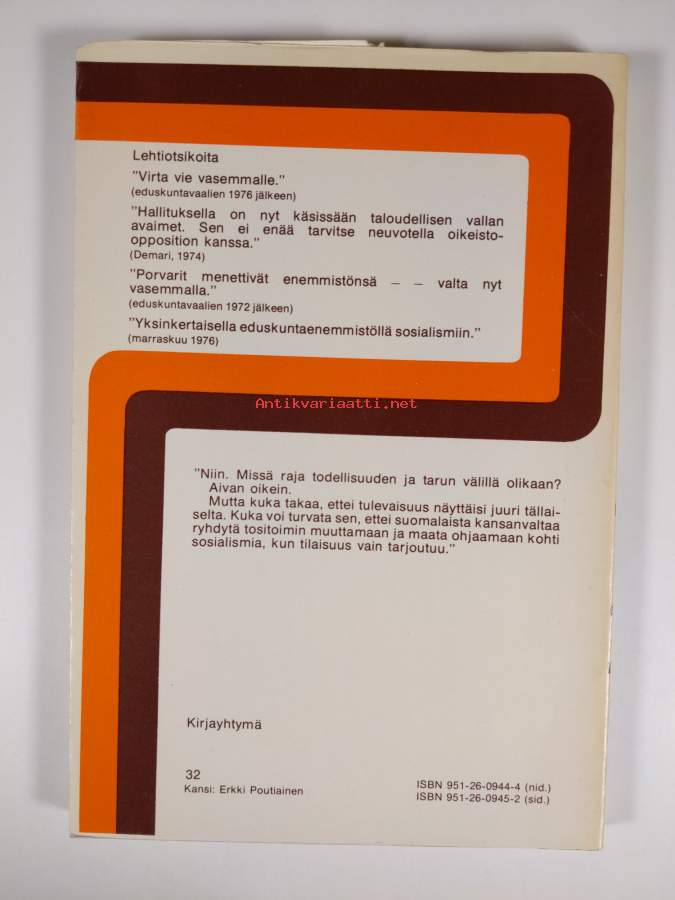 Lehtiotsikoita
"Virta vie vasemmalle."
(eduskuntavaalien 1976 jälkeen)
"Hallituksella on nyt käsissään taloudellisen vallan
avaimet. Sen ei enää tarvitse neuvotella oikeisto-
opposition kanssa."
(Demari, 1974)
"Porvarit menettivät enemmistönsä – – valta nyt
vasemmalla."
(eduskuntavaalien 1972 jälkeen)
"Yksinkertaisella eduskuntaenemmistöllä sosialismiin."
(marraskuu 1976)
Antikvariaatti.net
"Niin. Missä raja todellisuuden ja tarun välillä olikaan?
Aivan oikein.
Mutta kuka takaa, ettei tulevaisuus näyttäisi juuri tällai-
selta. Kuka voi turvata sen, ettei suomalaista kansanvaltaa
ryhdytä tositoimin muuttamaan ja maata ohjaamaan kohti
sosialismia, kun tilaisuus vain tarjoutuu."
Kirjayhtymä
32
Kansi: Erkki Poutiainen
ISBN 951-26-0944-4 (nid.)
ISBN 951-26-0945-2 (sid.)